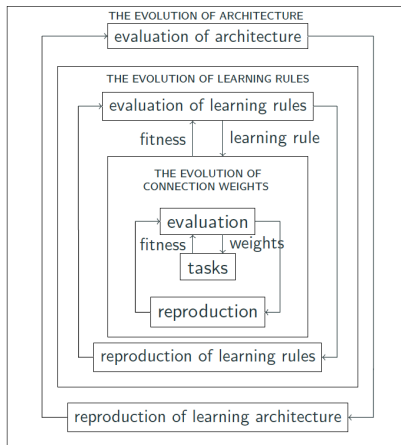 THE EVOLUTION OF ARCHITECTURE
evaluation of architecture
THE EVOLUTION OF LEARNING RULES
evaluation of learning rules
fitness
learning rule
THE EVOLUTION OF
CONNECTION WEIGHTS
evaluation
fitness
weights
tasks
reproduction
reproduction of learning rules
reproduction of learning architecture